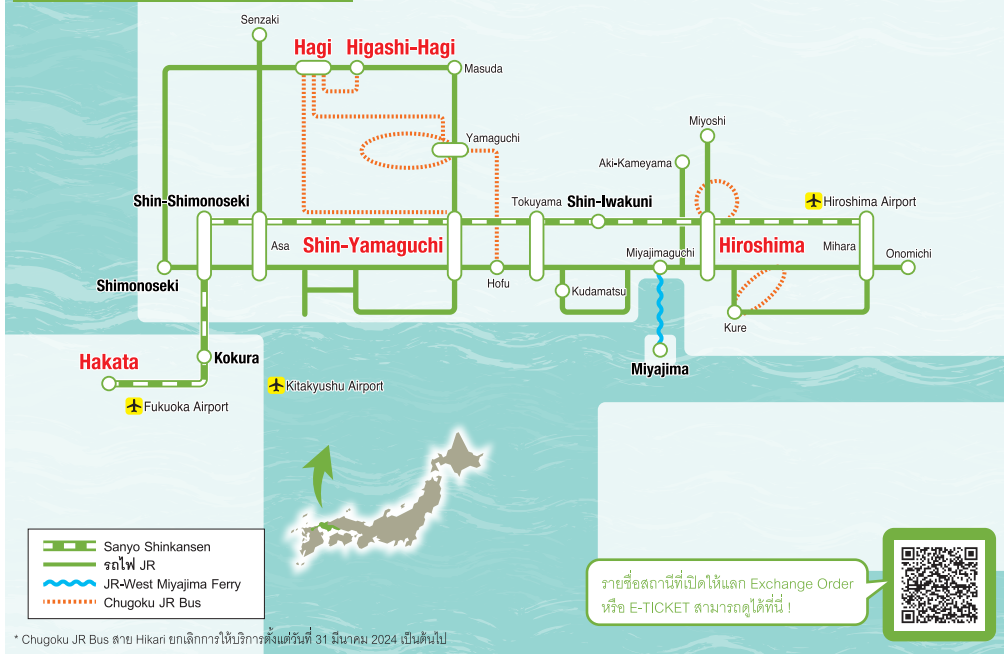 Senzaki
Hagi
Higashi-Hagi
Masuda
Yamaguchi
Miyoshi
Aki-Kameyama
Shin-Shimonoseki
Tokuyama
Shin-Iwakuni
Hiroshima Airport
Asa
Shin-Yamaguchi
Miyajimaguchi
Hiroshima
Mihara
Onomichi
Shimonoseki
Hofu
Kudamatsu
Kure
Hakata
Kokura
Miyajima
Kitakyushu Airport
Fukuoka Airport
Sanyo Shinkansen
รถไฟ JR
JR-West Miyajima Ferry
Chugoku JR Bus
รายชื่อสถานีที่เปิดให้แลก Exchange Order
หรือ E-TICKET สามารถดูได้ที่นี่ !
* Chugoku JR Bus สาย Hikari ยกเลิกการให้บริการตั้งแต่วันที่ 31 มีนาคม 2024 เป็นต้นไป